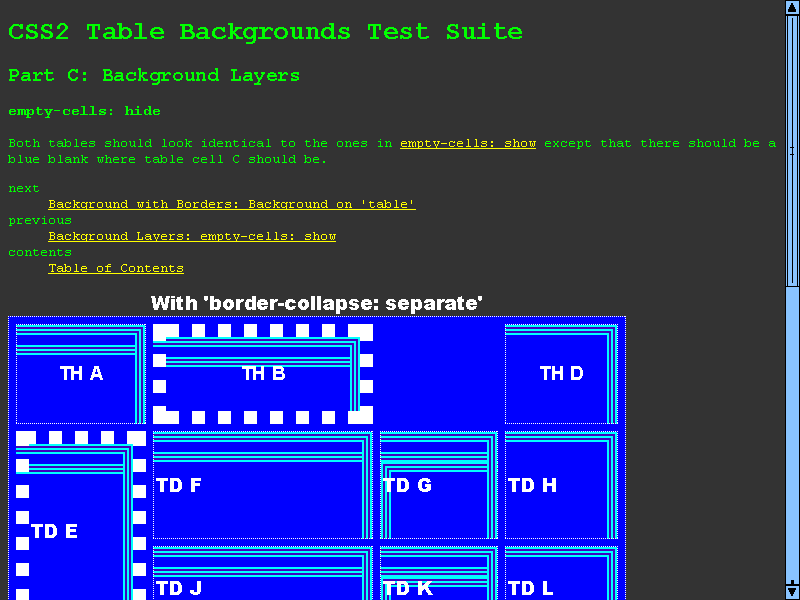 CSS2 Table Backgrounds Test Suite
Part C: Background Layers
empty-cells: hide
Both tables should look identical to the ones in empty-cells: show except that there should be a
blue blank where table cell C should be.
next
Background with Borders: Background on 'table'
previous
Background Layers: empty-cells: show
contents
Table of Contents
With 'border-collapse: separate'
TH A
TH B
TH D
TD E
TD F
TD G
TD H
TD J
TD K
TD L